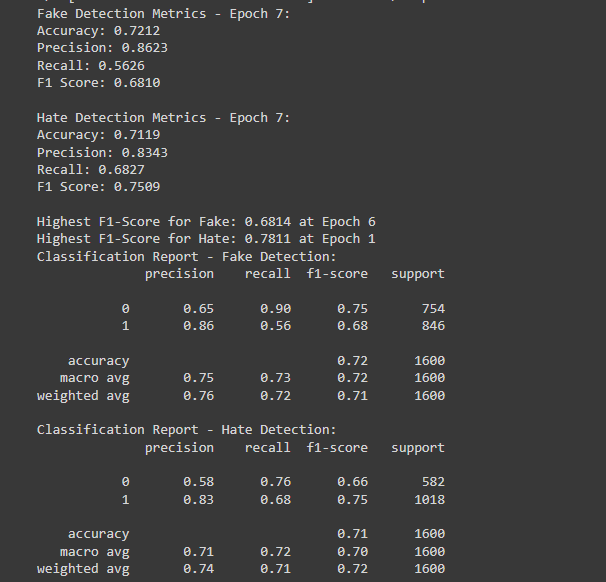 Fake Detection Metrics - Epoch 7:
Accuracy: 0.7212
Precision: 0.8623
Recall: 0.5626
F1 Score: 0.6810
Hate Detection Metrics - Epoch 7:
Accuracy: 0.7119
Precision: 0.8343
Recall: 0.6827
F1 Score: 0.7509
Highest F1-Score for Fake: 0.6814 at Epoch 6
Highest F1-Score for Hate: 0.7811 at Epoch 1
Classification Report - Fake Detection:
precision recall f1-score support
0 0.65 0.90 0.75 754
1 0.86 0.56 0.68 846
accuracy 0.72 1600
macro avg 0.75 0.73 0.72 1600
weighted avg 0.76 0.72 0.71 1600
Classification Report - Hate Detection:
precision recall f1-score support
0 0.58 0.76 0.66 582
1 0.83 0.68 0.75 1018
accuracy 0.71 1600
macro avg 0.71 0.72 0.70 1600
weighted avg 0.74 0.71 0.72 1600